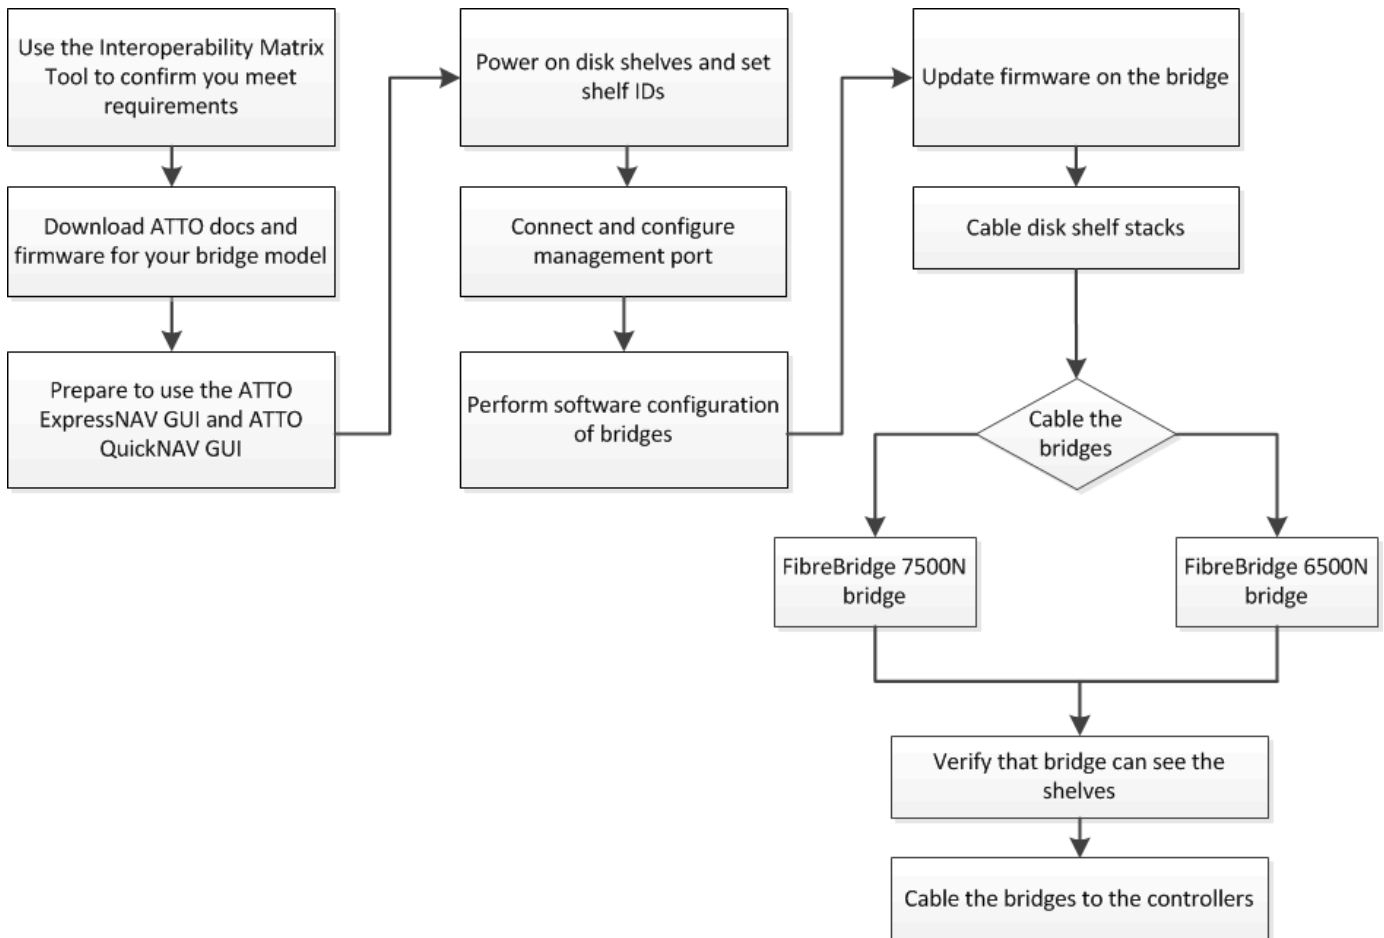 Use the Interoperability Matrix
Tool to confirm you meet
requirements
Download ATTO docs and
firmware for your bridge model
Prepare to use the ATTO
ExpressNAV GUI and ATTO
QuickNAV GUI
Power on disk shelves and set
shelf IDs
Connect and configure
management port
Perform software configuration
of bridges
Update firmware on the bridge
Cable disk shelf stacks
Cable the
bridges
FibreBridge 7500N
bridge
FibreBridge 6500N
bridge
Verify that bridge can see the
shelves
Cable the bridges to the controllers